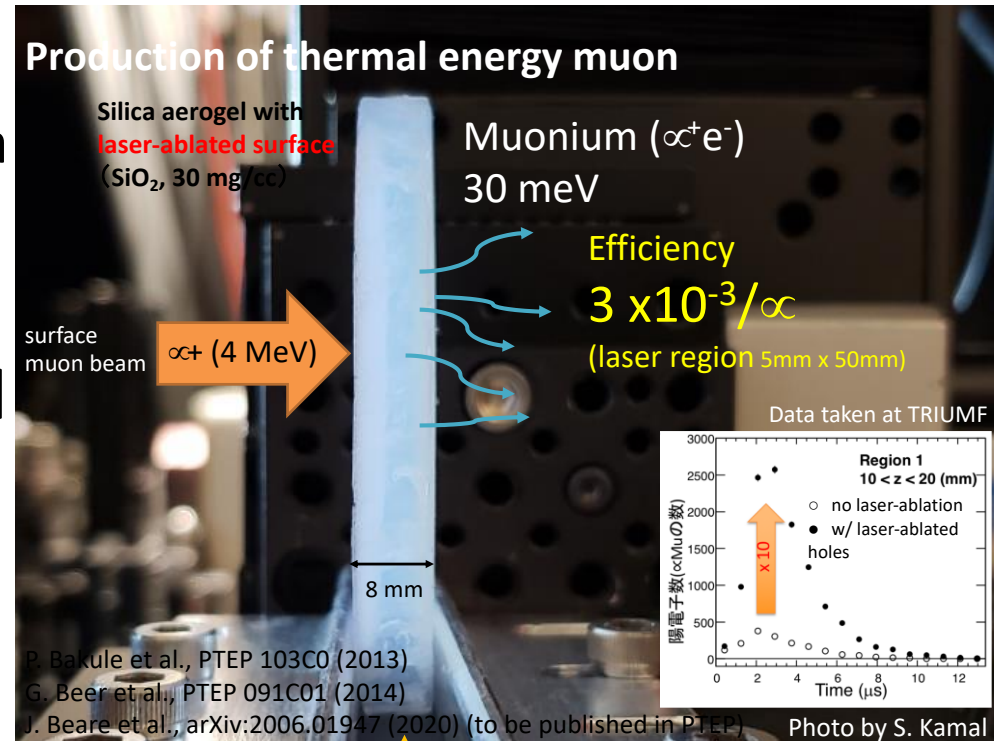 Production of thermal energy muon
Silica aerogel with
laser-ablated surface
(SiO₂, 30 mg/cc)
Muonium (∝⁺e⁻)
30 meV
Efficiency
3 x10⁻³/∝
(laser region 5mm x 50mm)
surface
muon beam
∝+ (4 MeV)
8 mm
Data taken at TRIUMF
Region 1
10 < z < 20 (mm)
○ no laser-ablation
● w/ laser-ablated
holes
x 10
陽電子数(∝Muの数)
3000
2500
2000
1500
1000
500
0
0 2 4 6 8 10 12
Time (μs)
P. Bakule et al., PTEP 103C0 (2013)
G. Beer et al., PTEP 091C01 (2014)
J. Beare et al., arXiv:2006.01947 (2020) (to be published in PTEP)
Photo by S. Kamal